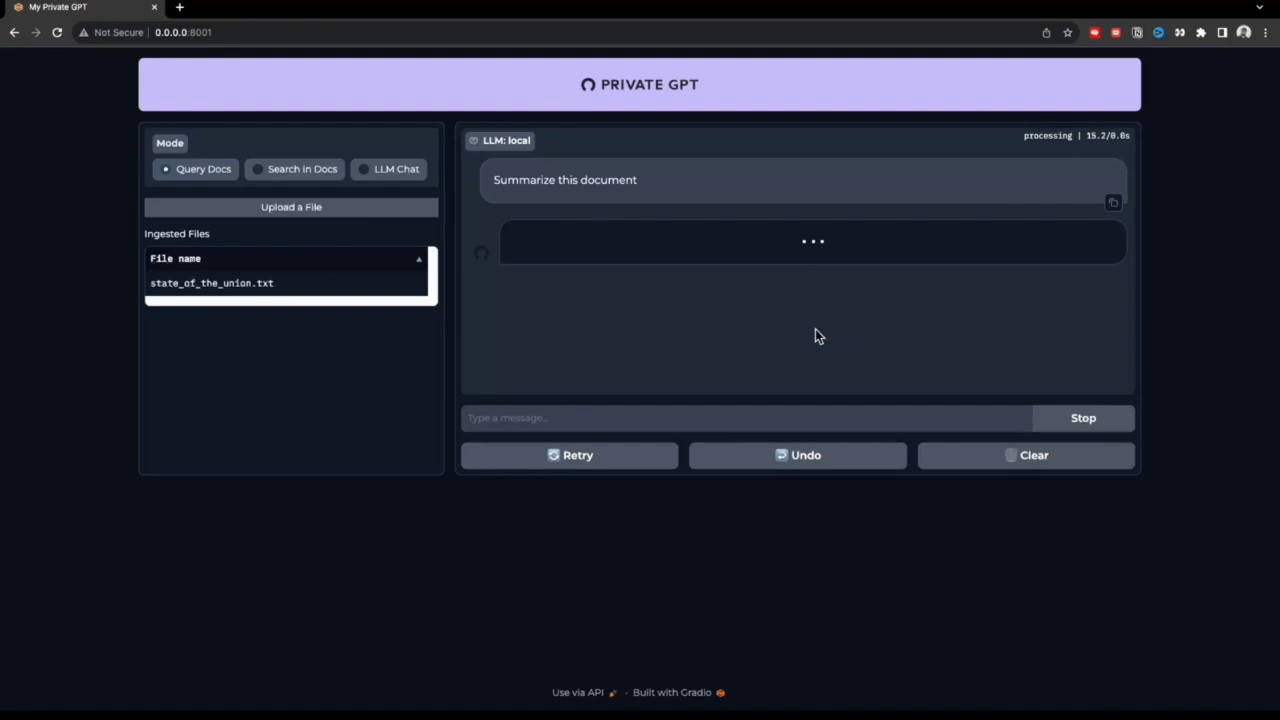 My Private GPT
Not Secure
0.0.0.0:8001
PRIVATE GPT
Mode
Query Docs
Search in Docs
LLM Chat
Upload a File
Ingested Files
File name
state_of_the_union.txt
LLM: local
processing | 15.2/0.0s
Summarize this document
Type a message...
Stop
Retry
Undo
Clear
Use via API · Built with Gradio